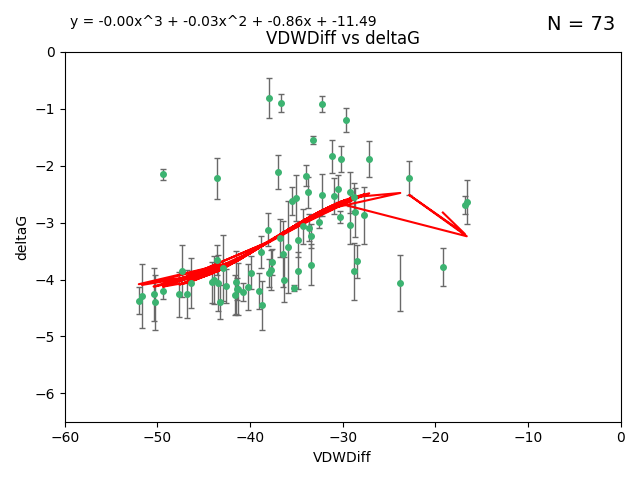 y = -0.00x^3 + -0.03x^2 + -0.86x + -11.49
N = 73
VDWDiff vs deltaG
0
−1
−2
−3
−4
−5
−6
deltaG
−60 −50 −40 −30 −20 −10 0
VDWDiff